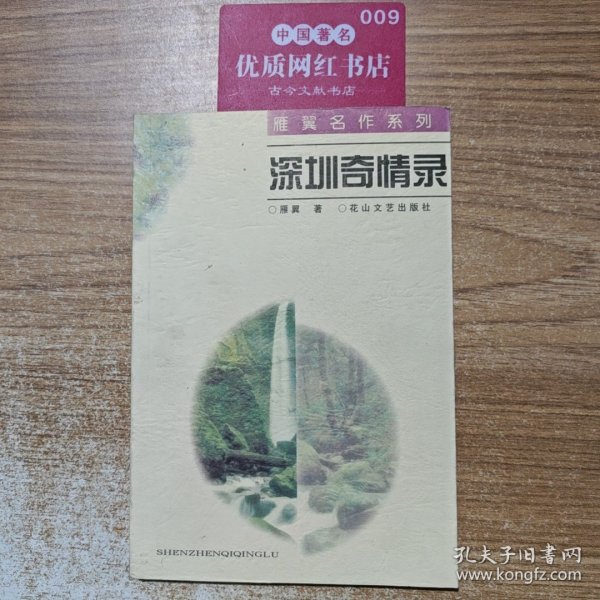 009
中国著名
优质网红书店
古今文献书店
雁翼名作系列
深圳奇情录
○雁翼 著 ○花山文艺出版社
SHENZHENQIQINGLU
孔夫子旧书网
www.kongfz.com